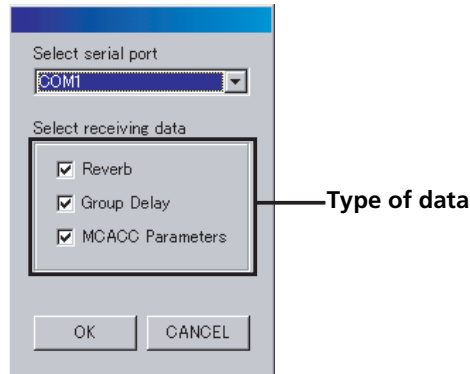 Select serial port
COM1
Select receiving data
Reverb
Group Delay
MCACC Parameters
Type of data
OK
CANCEL